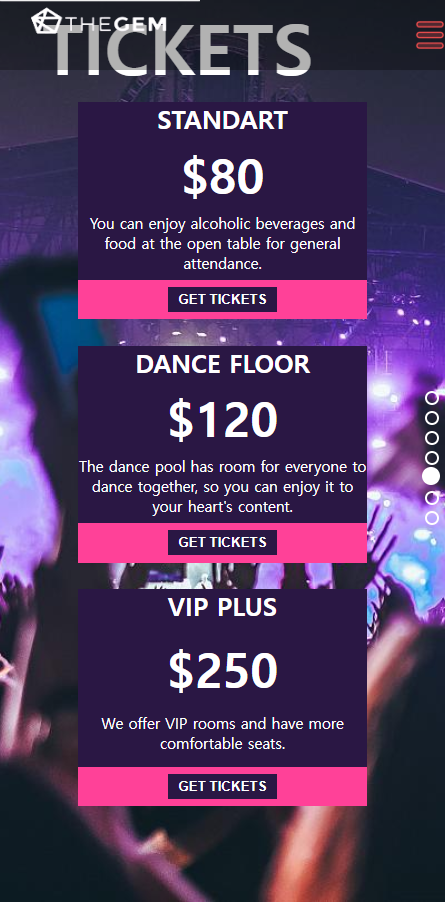 THEGEM
TICKETS
STANDART
$80
You can enjoy alcoholic beverages and
food at the open table for general
attendance.
GET TICKETS
DANCE FLOOR
$120
The dance pool has room for everyone to
dance together, so you can enjoy it to
your heart's content.
GET TICKETS
VIP PLUS
$250
We offer VIP rooms and have more
comfortable seats.
GET TICKETS